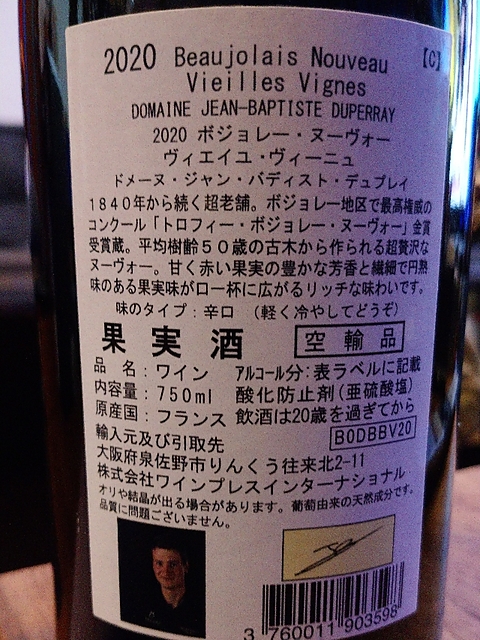 2020 Beaujolais Nouveau 【C】
Vieilles Vignes
DOMAINE JEAN-BAPTISTE DUPERRAY
2020 ボジョレー・ヌーヴォー
ヴィエイユ・ヴィーニュ
ドメーヌ・ジャン・バディスト・デュプレイ
1840年から続く超老舗。ボジョレー地区で最高権威の
コンクール「トロフィー・ボジョレー・ヌーヴォー」金賞
受賞蔵。平均樹齢50歳の古木から作られる超贅沢な
ヌーヴォー。甘く赤い果実の豊かな芳香と繊細で円熟
味のある果実味が口一杯に広がるリッチな味わいです。
味のタイプ:辛口 (軽く冷やしてどうぞ)
果実酒 空輸品
品 名:ワイン アルコール分:表ラベルに記載
内容量:750ml 酸化防止剤(亜硫酸塩)
原産国:フランス 飲酒は20歳を過ぎてから
輸入元及び引取先 BODBBV20
大阪府泉佐野市りんくう往来北2-11
株式会社ワインプレスインターナショナル
オリや結晶が出る場合があります。葡萄由来の天然成分です。
品質に問題ございません。
3 760011 903598